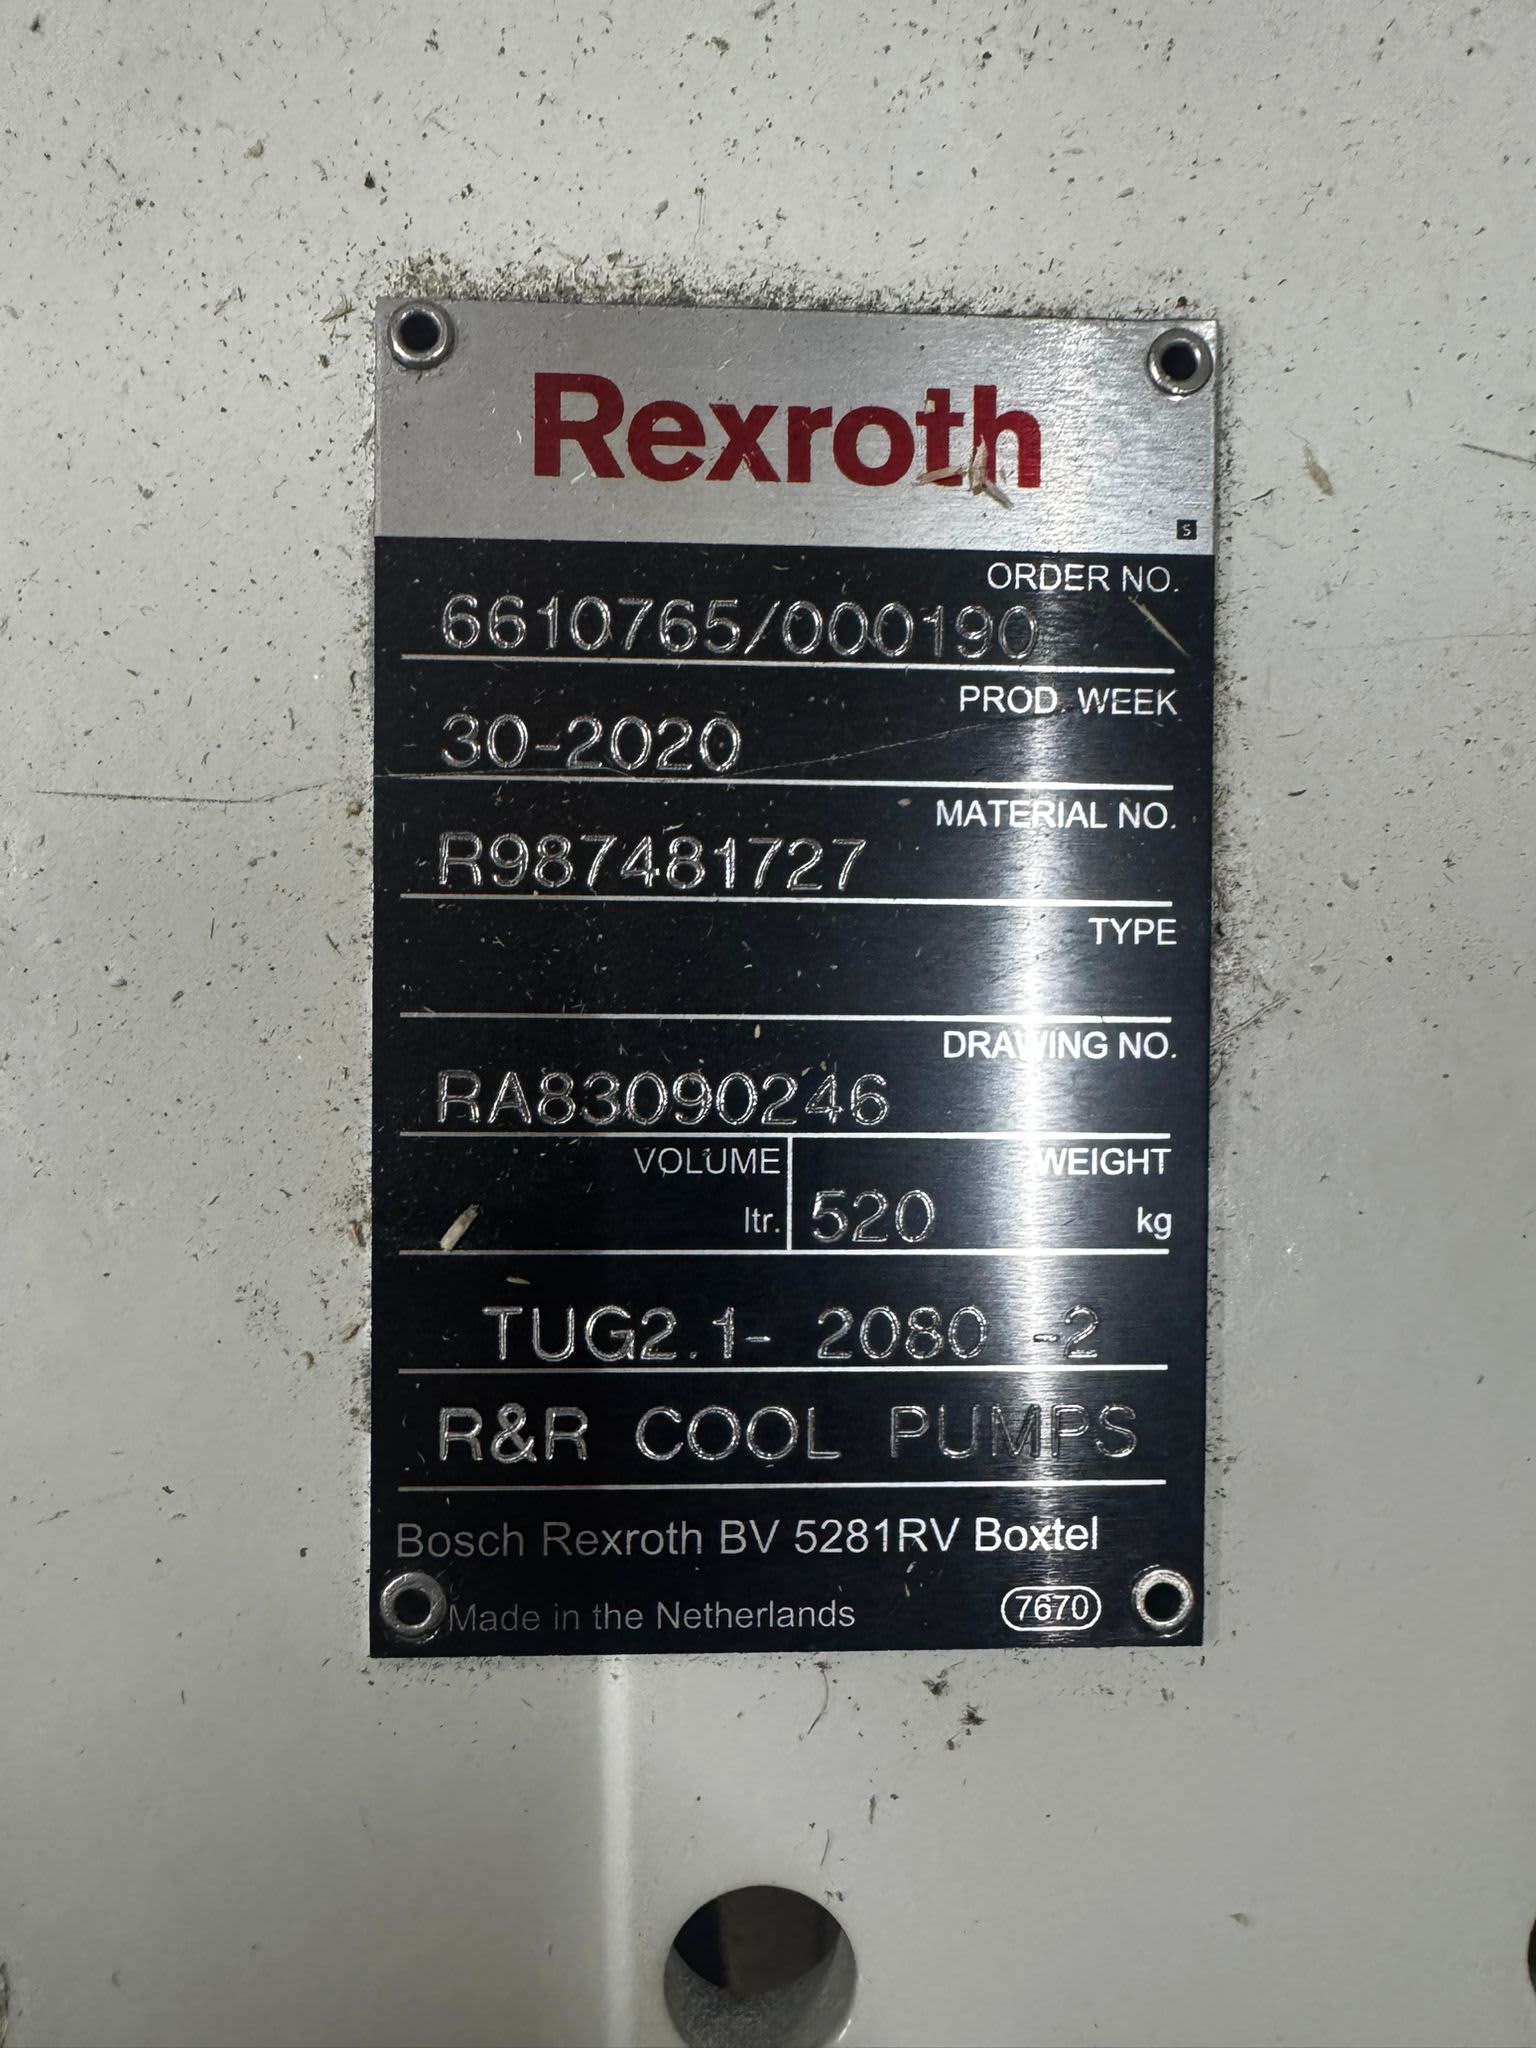 Rexroth
S
ORDER NO.
6610765/000190
PROD. WEEK
30-2020
MATERIAL NO.
R987481727
TYPE
DRAWING NO.
RA83090246
VOLUME
ltr.
WEIGHT
520 kg
TUG2.1- 2080 -2
R&R COOL PUMPS
Bosch Rexroth BV 5281RV Boxtel
Made in the Netherlands 7670